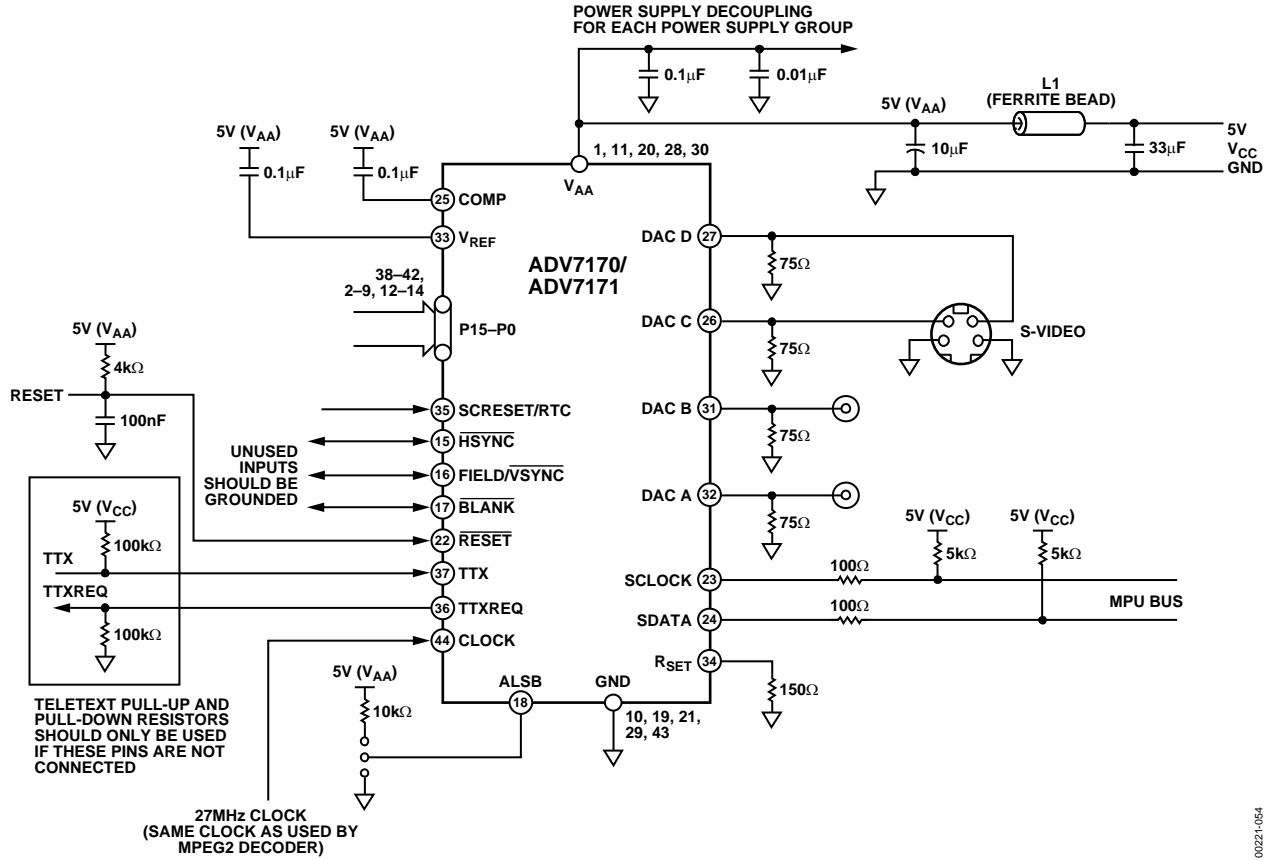 POWER SUPPLY DECOUPLING
FOR EACH POWER SUPPLY GROUP
0.1μF
0.01μF
L1
(FERRITE BEAD)
5V (VAA)
10μF
33μF
5V
VCC
GND
5V (VAA)
0.1μF
5V (VAA)
0.1μF
1, 11, 20, 28, 30
VAA
25 COMP
33 VREF
ADV7170/
ADV7171
38–42,
2–9, 12–14
P15–P0
5V (VAA)
4kΩ
RESET
100nF
35 SCRESET/RTC
15 HSYNC
16 FIELD/VSYNC
17 BLANK
22 RESET
37 TTX
36 TTXREQ
44 CLOCK
UNUSED
INPUTS
SHOULD BE
GROUNDED
5V (VCC)
100kΩ
TTX
TTXREQ
100kΩ
TELETEXT PULL-UP AND
PULL-DOWN RESISTORS
SHOULD ONLY BE USED
IF THESE PINS ARE NOT
CONNECTED
27MHz CLOCK
(SAME CLOCK AS USED BY
MPEG2 DECODER)
5V (VAA)
10kΩ
ALSB
18
GND
10, 19, 21,
29, 43
DAC D 27
75Ω
DAC C 26
75Ω
S-VIDEO
DAC B 31
75Ω
DAC A 32
75Ω
5V (VCC)
5kΩ
5V (VCC)
5kΩ
SCLOCK 23
100Ω
SDATA 24
100Ω
MPU BUS
RSET 34
150Ω
00221-054